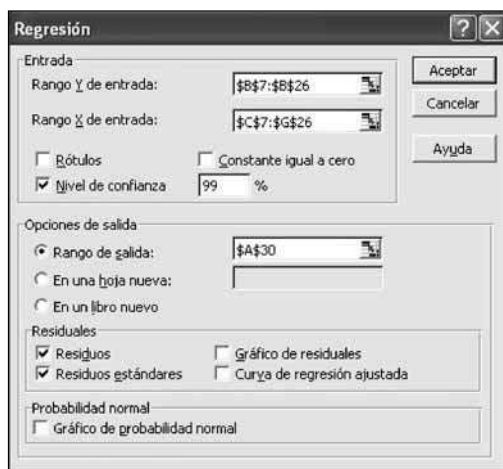 Regresión
Entrada
Rango Y de entrada: $B$7:$B$26
Rango X de entrada: $C$7:$G$26
Rótulos Constante igual a cero
Nivel de confianza 99 %
Aceptar
Cancelar
Ayuda
Opciones de salida
Rango de salida: $A$30
En una hoja nueva:
En un libro nuevo
Residuales
Residuos Gráfico de residuales
Residuos estándares Curva de regresión ajustada
Probabilidad normal
Gráfico de probabilidad normal